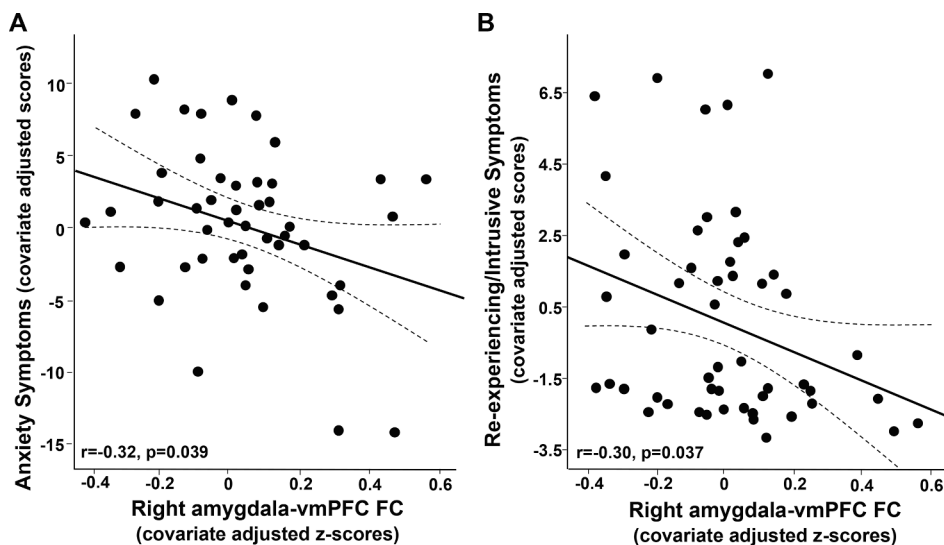 A
Anxiety Symptoms (covariate adjusted scores)
10
5
0
-5
-10
-15
r=-0.32, p=0.039
-0.4 -0.2 0 0.2 0.4 0.6
Right amygdala-vmPFC FC
(covariate adjusted z-scores)
B
Re-experiencing/Intrusive Symptoms
(covariate adjusted scores)
6.5
4.5
2.5
0.5
-1.5
-3.5
r=-0.30, p=0.037
-0.4 -0.2 0 0.2 0.4 0.6
Right amygdala-vmPFC FC
(covariate adjusted z-scores)